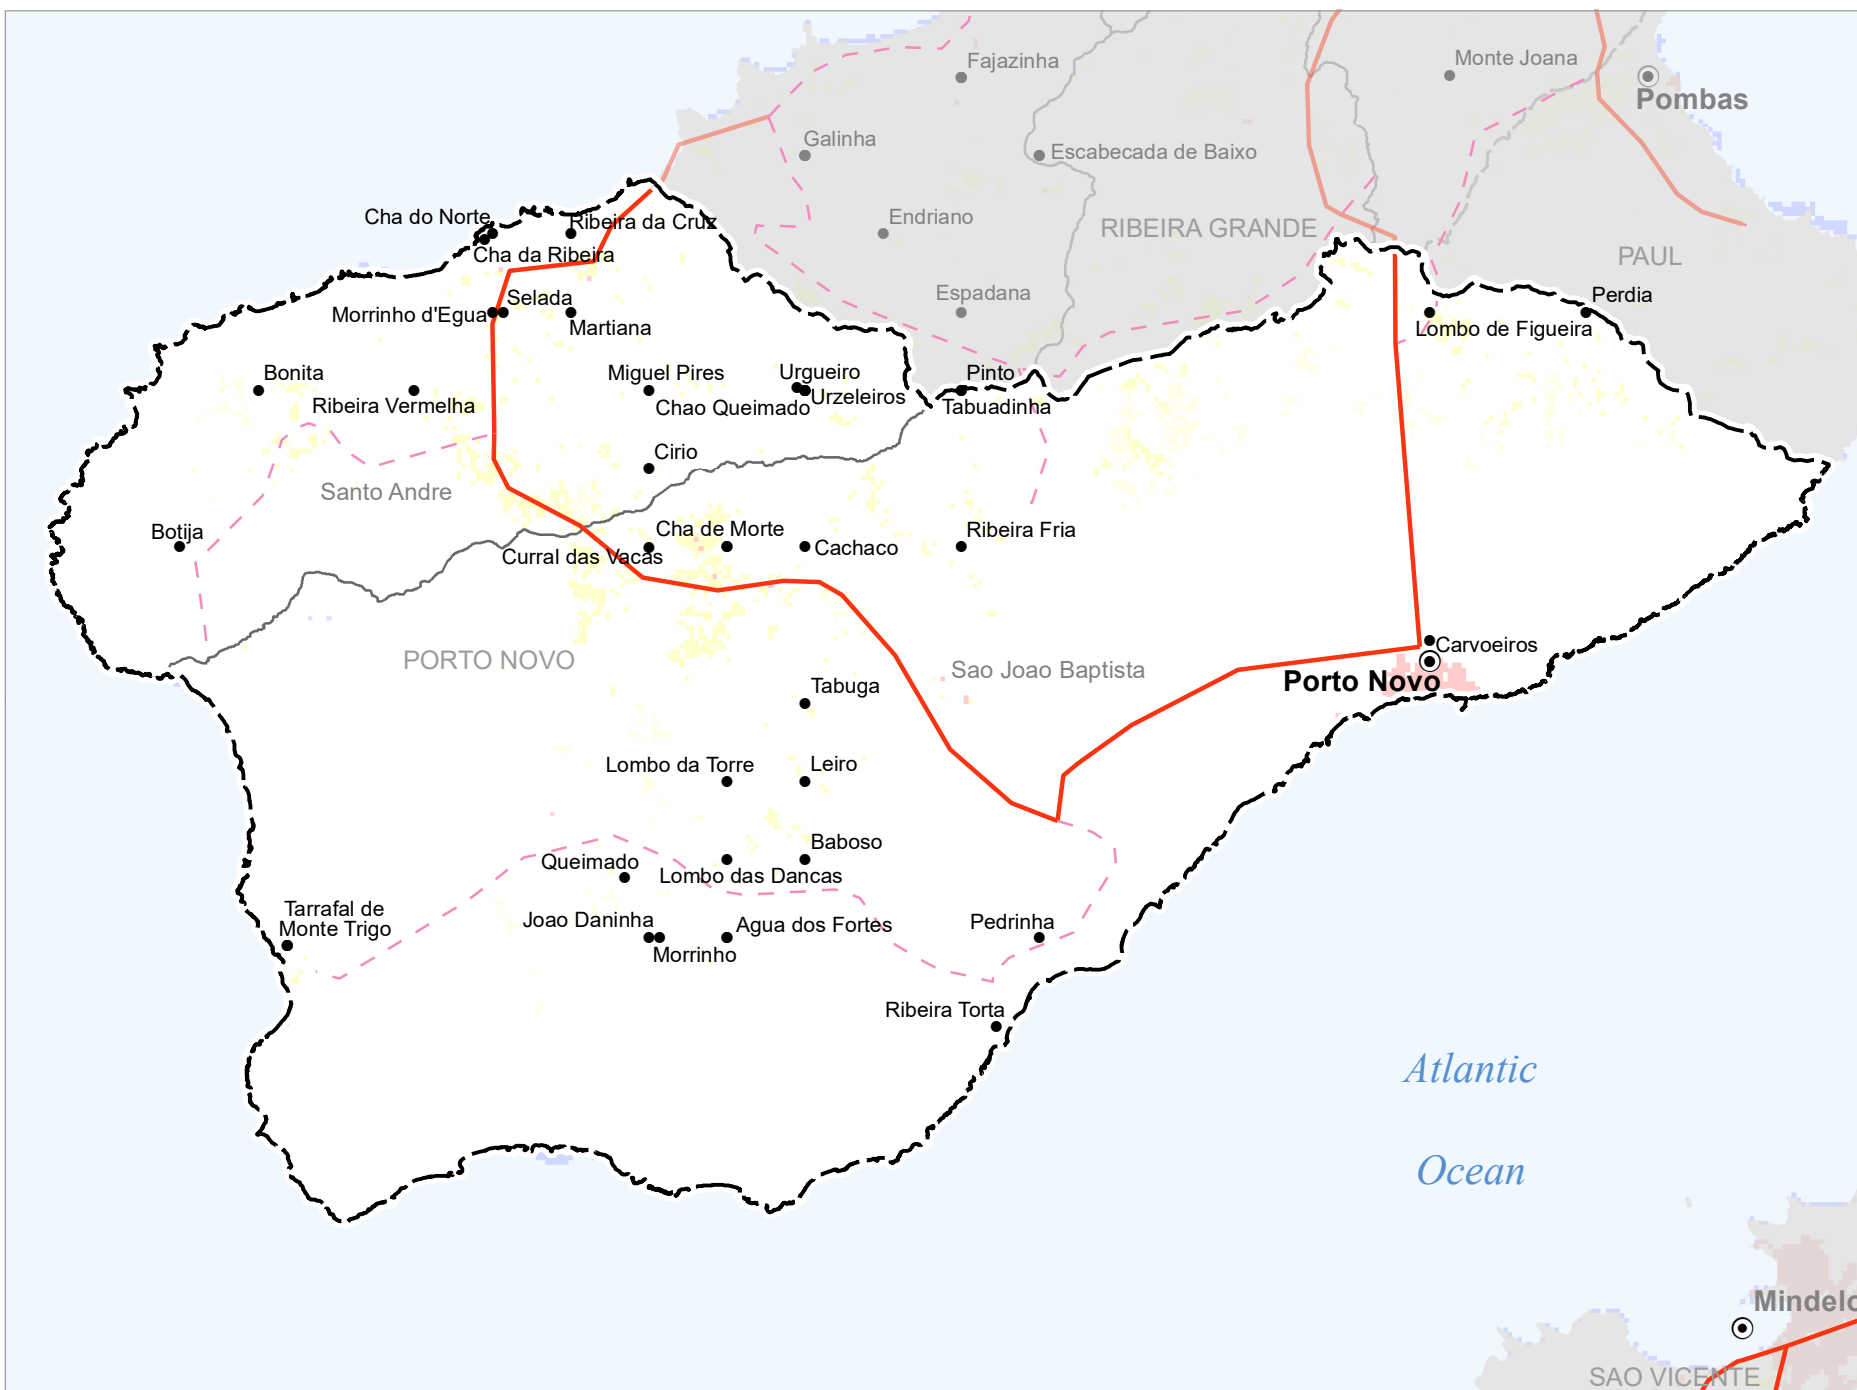 Fajazinha
Monte Joana
Pombas
Galinha
Escabecada de Baixo
Cha do Norte
Ribeira da Cruz
Endriano
RIBEIRA GRANDE
Cha da Ribeira
PAUL
Espadana
Perdia
Selada
Morrinho d'Egua
Martiana
Lombo de Figueira
Bonita
Miguel Pires
Urgueiro
Pinto
Ribeira Vermelha
Chao Queimado
Urzeleiros
Tabuadinha
Cirio
Santo Andre
Botija
Cha de Morte
Ribeira Fria
Curral das Vacas
Cachaco
PORTO NOVO
Sao Joao Baptista
Carvoeiros
Porto Novo
Tabuga
Lombo da Torre
Leiro
Baboso
Queimado
Lombo das Dancas
Tarrafal de
Monte Trigo
Joao Daninha
Agua dos Fortes
Pedrinha
Morrinho
Ribeira Torta
Atlantic
Ocean
Mindelo
SAO VICENTE